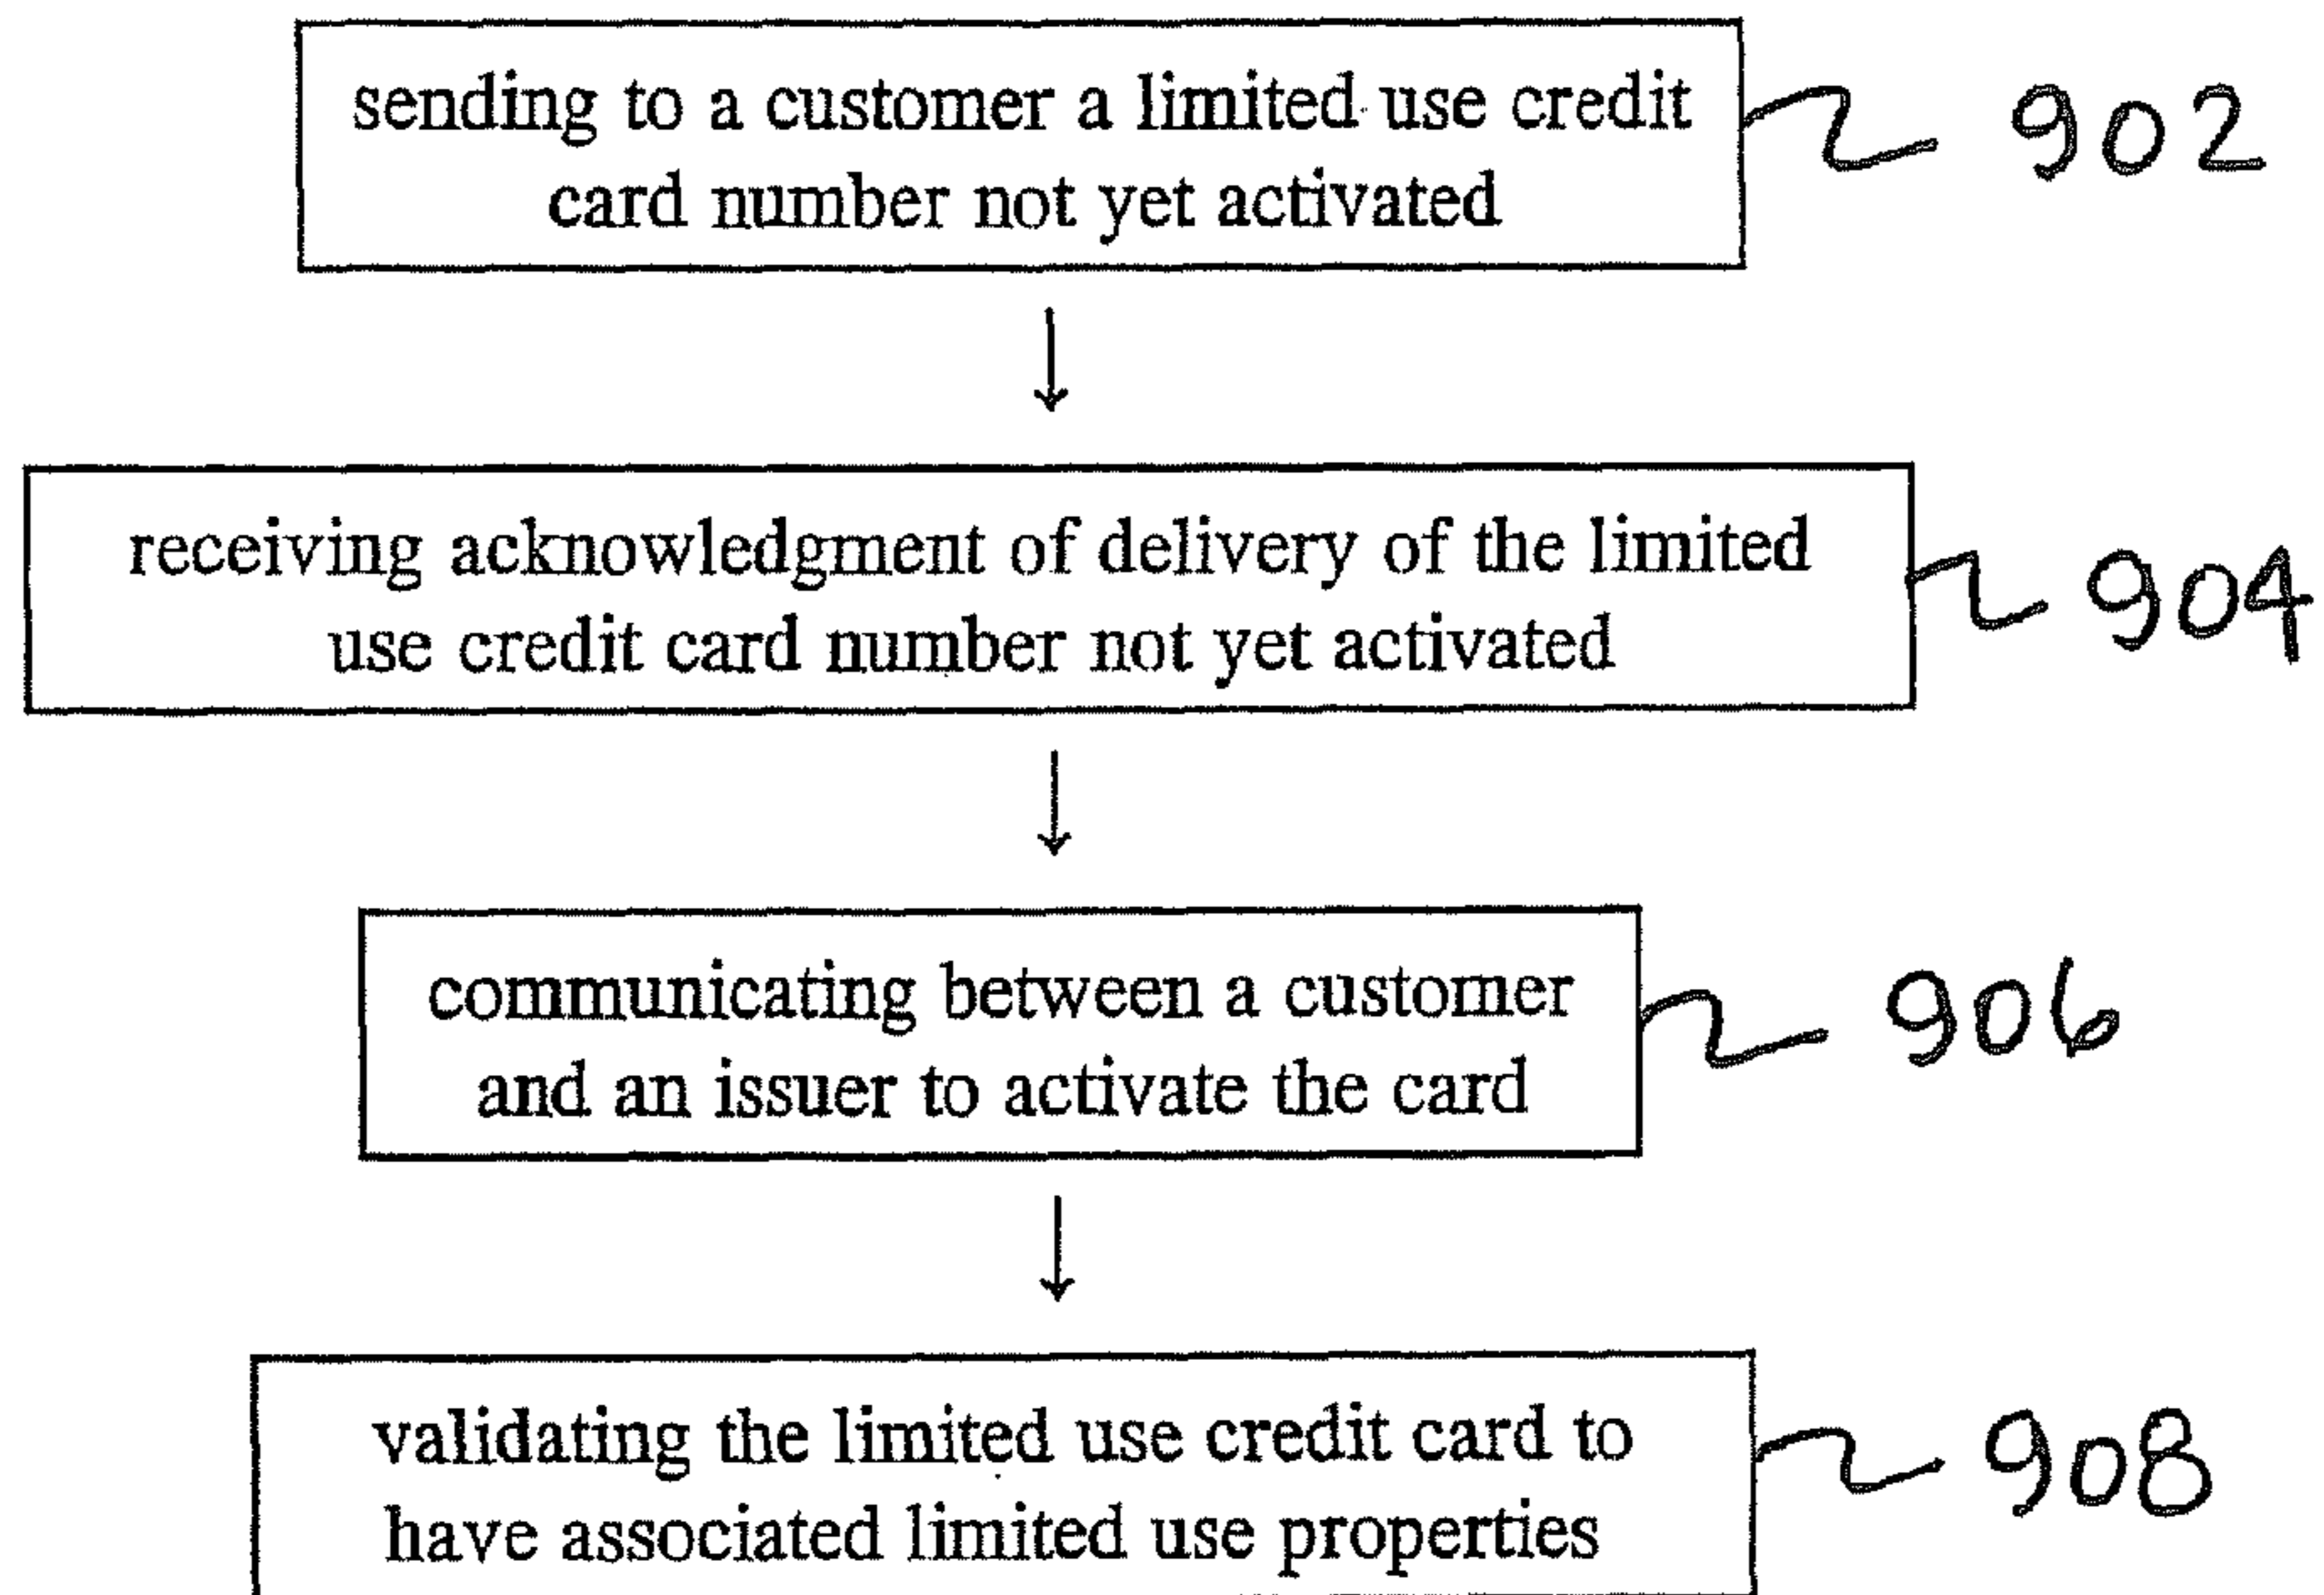 sending to a customer a limited use credit
card number not yet activated
902
receiving acknowledgment of delivery of the limited
use credit card number not yet activated
904
communicating between a customer
and an issuer to activate the card
906
validating the limited use credit card to
have associated limited use properties
908